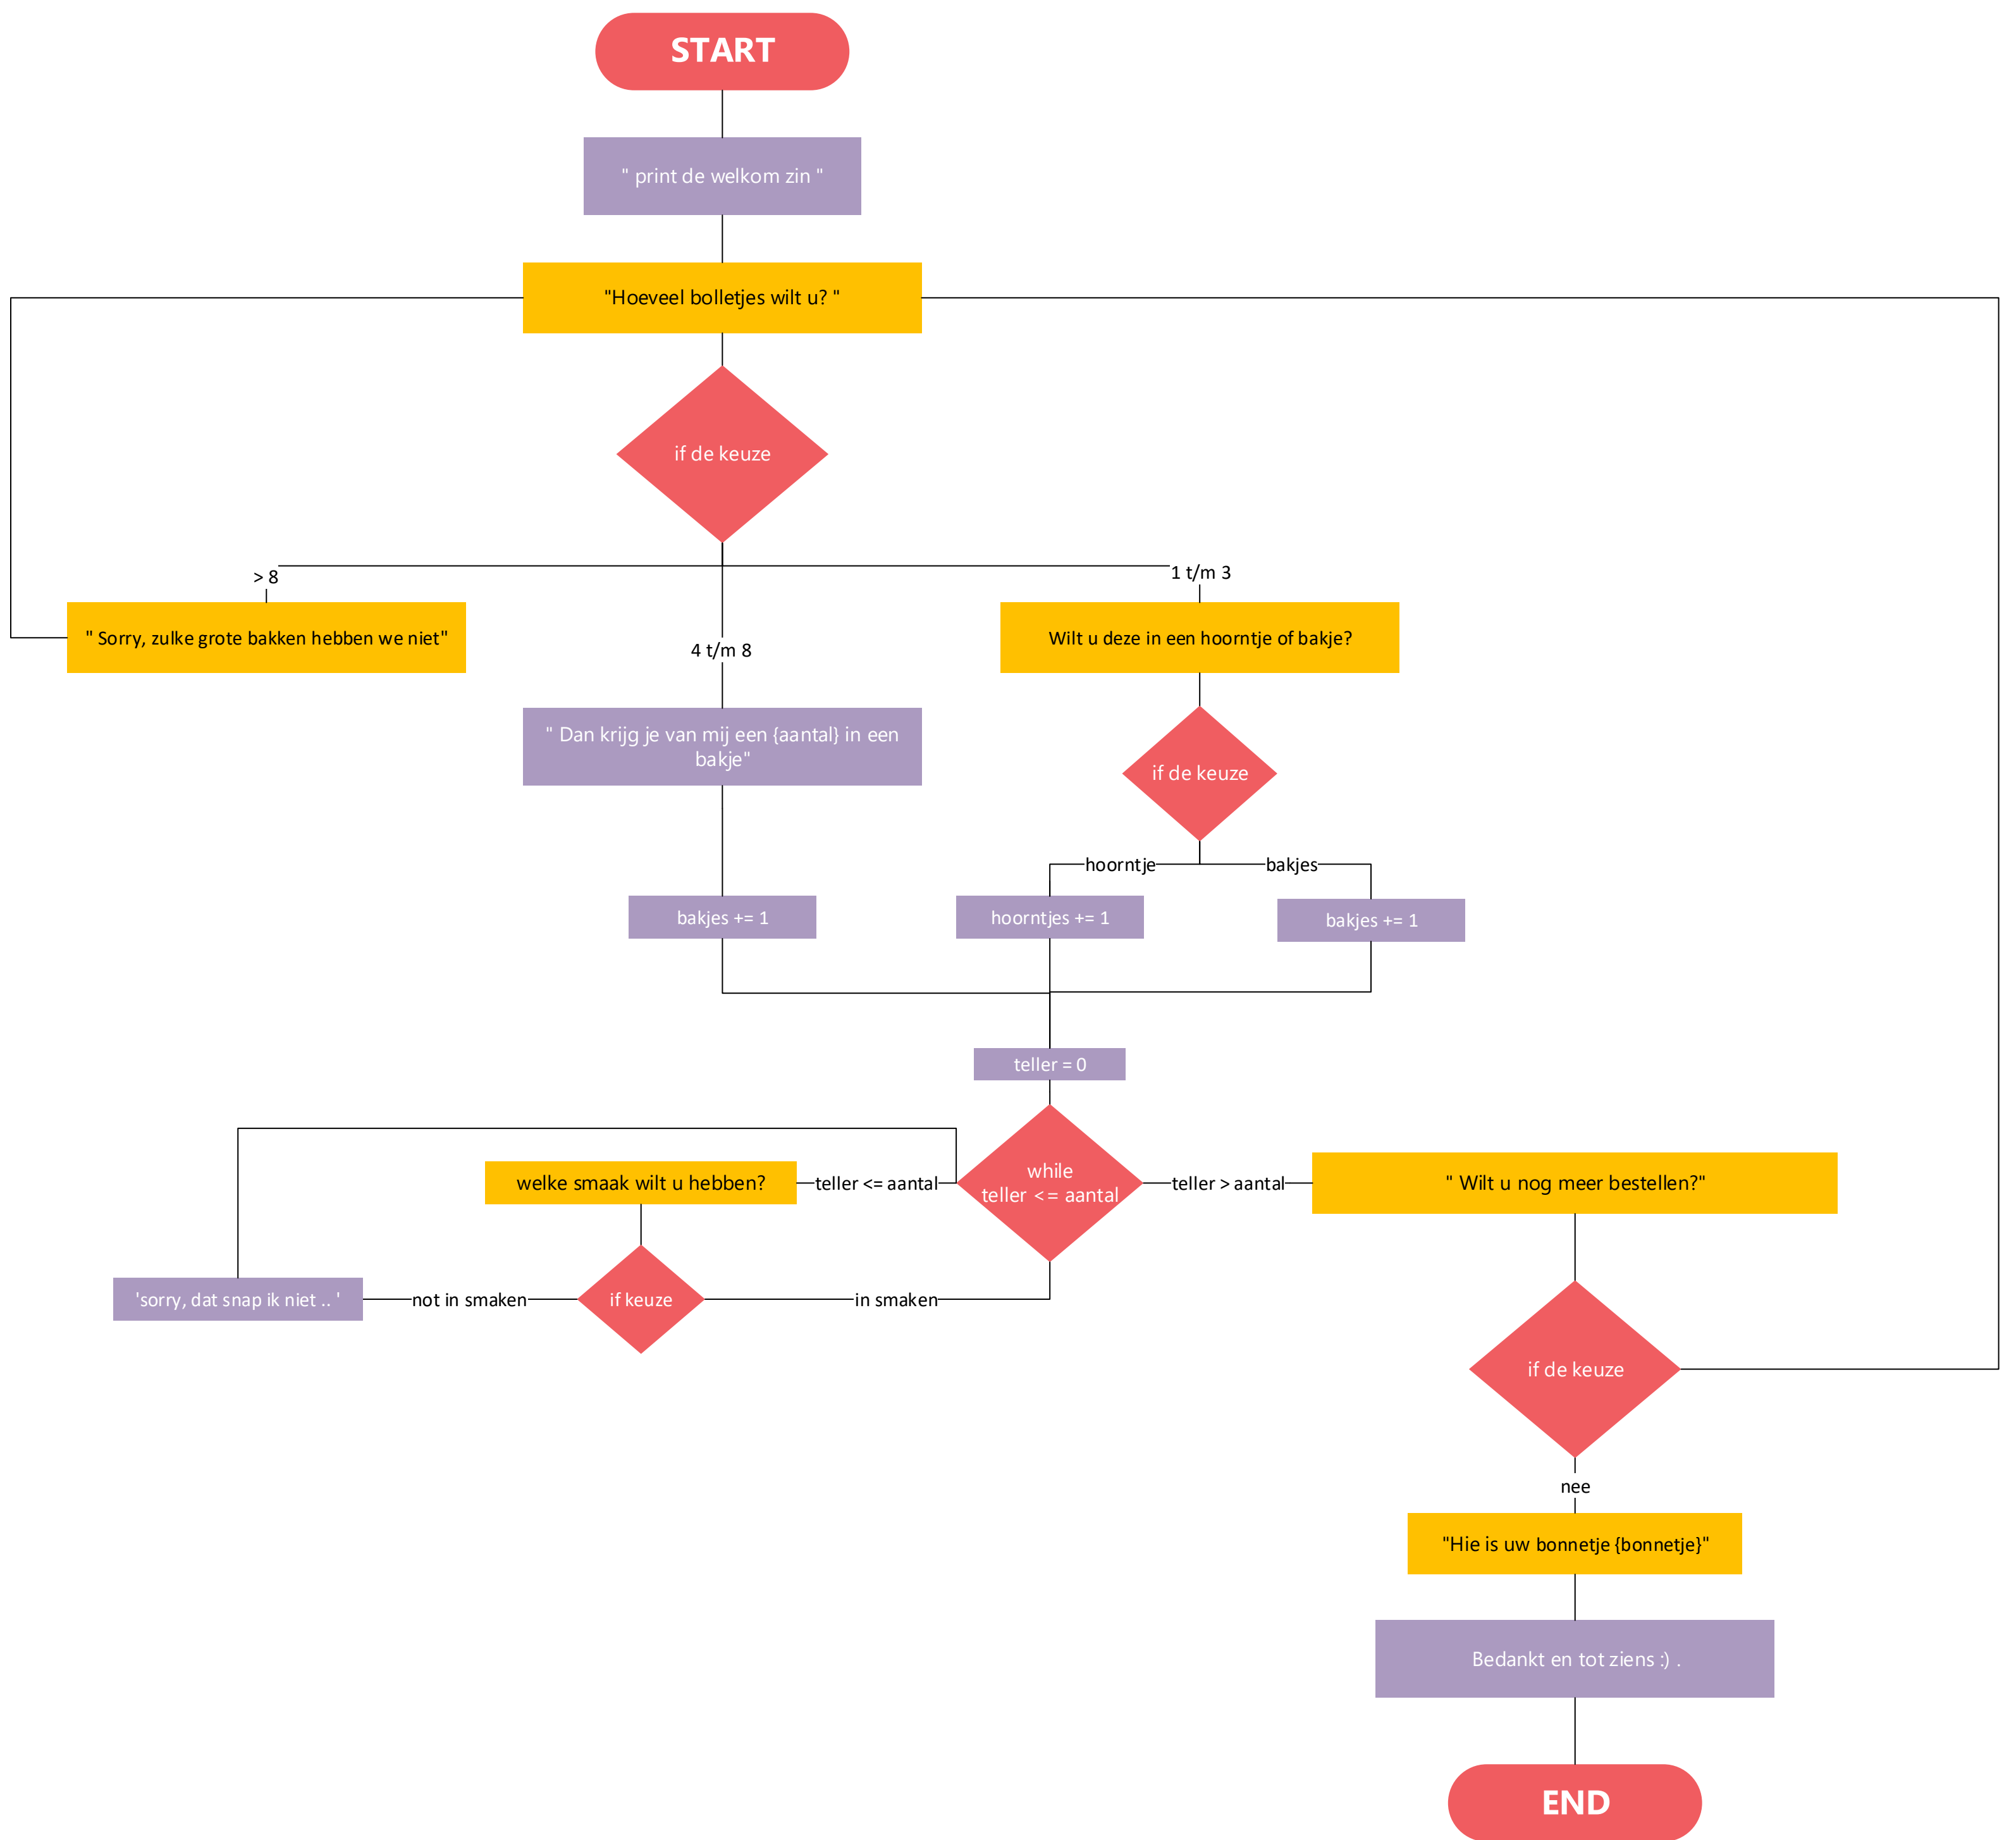 START
" print de welkom zin "
"Hoeveel bolletjes wilt u? "
if de keuze
> 8
1 t/m 3
" Sorry, zulke grote bakken hebben we niet"
4 t/m 8
Wilt u deze in een hoorntje of bakje?
" Dan krijg je van mij een {aantal} in een
bakje"
if de keuze
hoorntje
bakjes
bakjes += 1
hoorntjes += 1
bakjes += 1
teller = 0
while
teller <= aantal
welke smaak wilt u hebben?
teller <= aantal
teller > aantal
" Wilt u nog meer bestellen?"
'sorry, dat snap ik niet .. '
not in smaken
if keuze
in smaken
if de keuze
nee
"Hie is uw bonnetje {bonnetje}"
Bedankt en tot ziens :) .
END